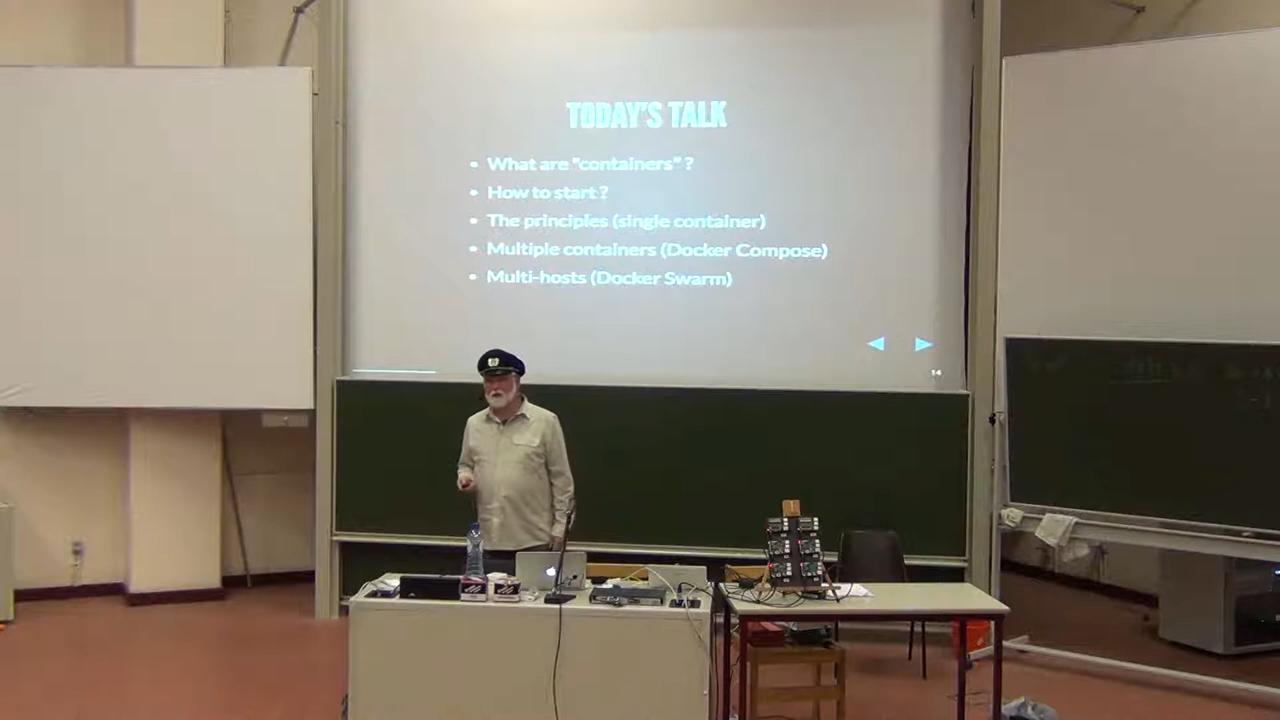 TODAY'S TALK
• What are "containers" ?
• How to start ?
• The principles (single container)
• Multiple containers (Docker Compose)
• Multi-hosts (Docker Swarm)
14